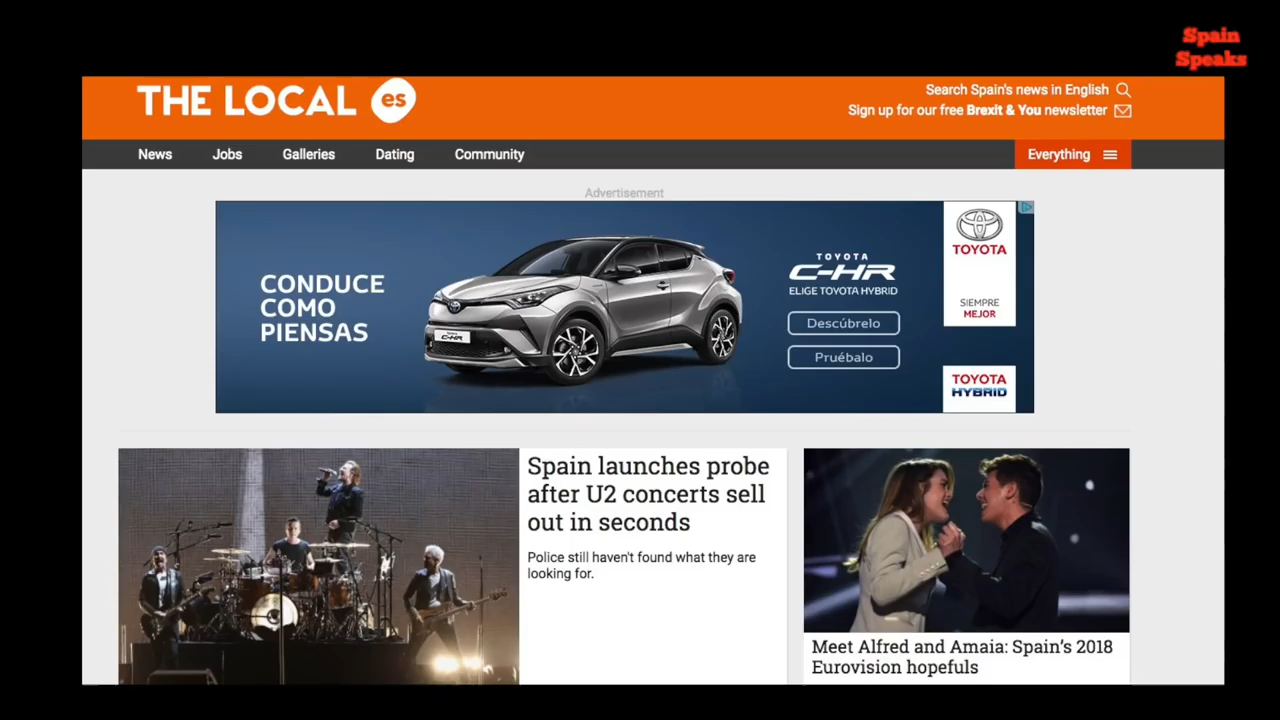 Spain
Speaks
THE LOCAL es
Search Spain's news in English
Sign up for our free Brexit & You newsletter
News Jobs Galleries Dating Community Everything
Advertisement
CONDUCE
COMO
PIENSAS
TOYOTA
C-HR
ELIGE TOYOTA HYBRID
Descúbrelo
Pruébalo
TOYOTA
SIEMPRE
MEJOR
TOYOTA
HYBRID
C-HR
Spain launches probe
after U2 concerts sell
out in seconds
Police still haven't found what they are
looking for.
Meet Alfred and Amaia: Spain's 2018
Eurovision hopefuls